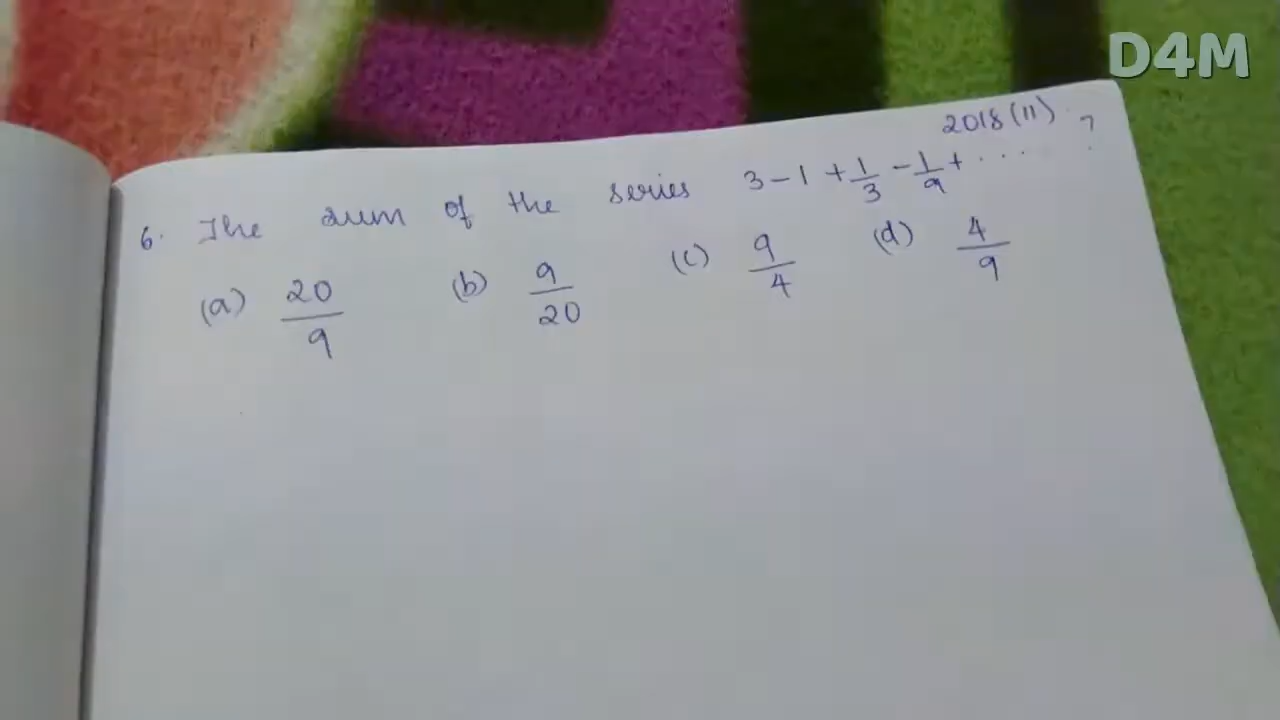 D4M
2018 (11)
6. The sum of the series 3 - 1 + 1/3 - 1/9 + ... ?
(a) 20/9 (b) 9/20 (c) 9/4 (d) 4/9